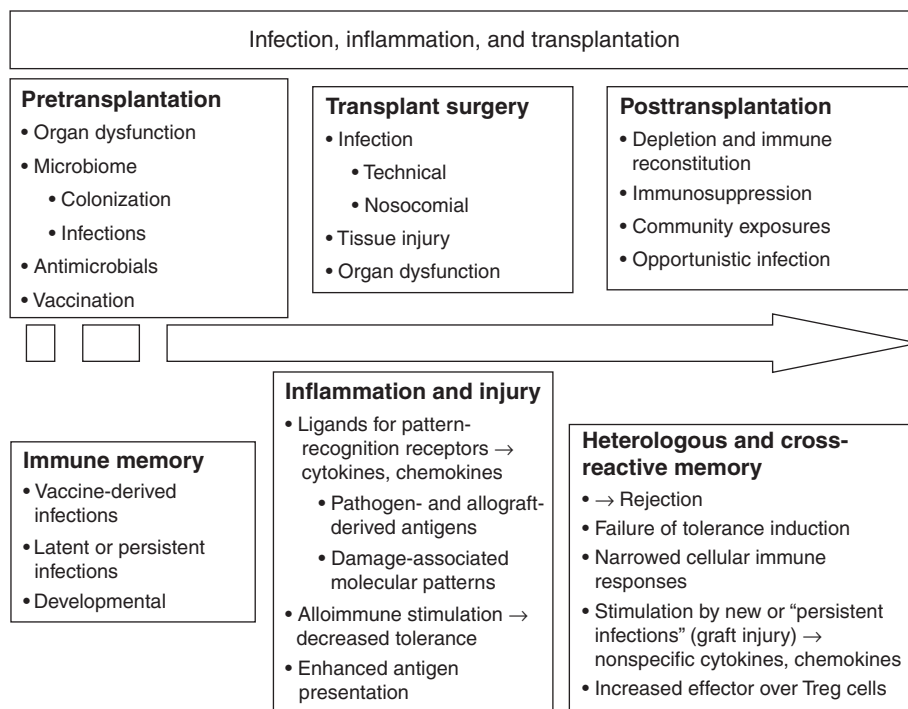 Infection, inflammation, and transplantation
Pretransplantation
• Organ dysfunction
• Microbiome
• Colonization
• Infections
• Antimicrobials
• Vaccination
Transplant surgery
• Infection
• Technical
• Nosocomial
• Tissue injury
• Organ dysfunction
Posttransplantation
• Depletion and immune
reconstitution
• Immunosuppression
• Community exposures
• Opportunistic infection
Immune memory
• Vaccine-derived
infections
• Latent or persistent
infections
• Developmental
Inflammation and injury
• Ligands for pattern-
recognition receptors →
cytokines, chemokines
• Pathogen- and allograft-
derived antigens
• Damage-associated
molecular patterns
• Alloimmune stimulation →
decreased tolerance
• Enhanced antigen
presentation
Heterologous and cross-
reactive memory
• → Rejection
• Failure of tolerance induction
• Narrowed cellular immune
responses
• Stimulation by new or “persistent
infections” (graft injury) →
nonspecific cytokines, chemokines
• Increased effector over Treg cells